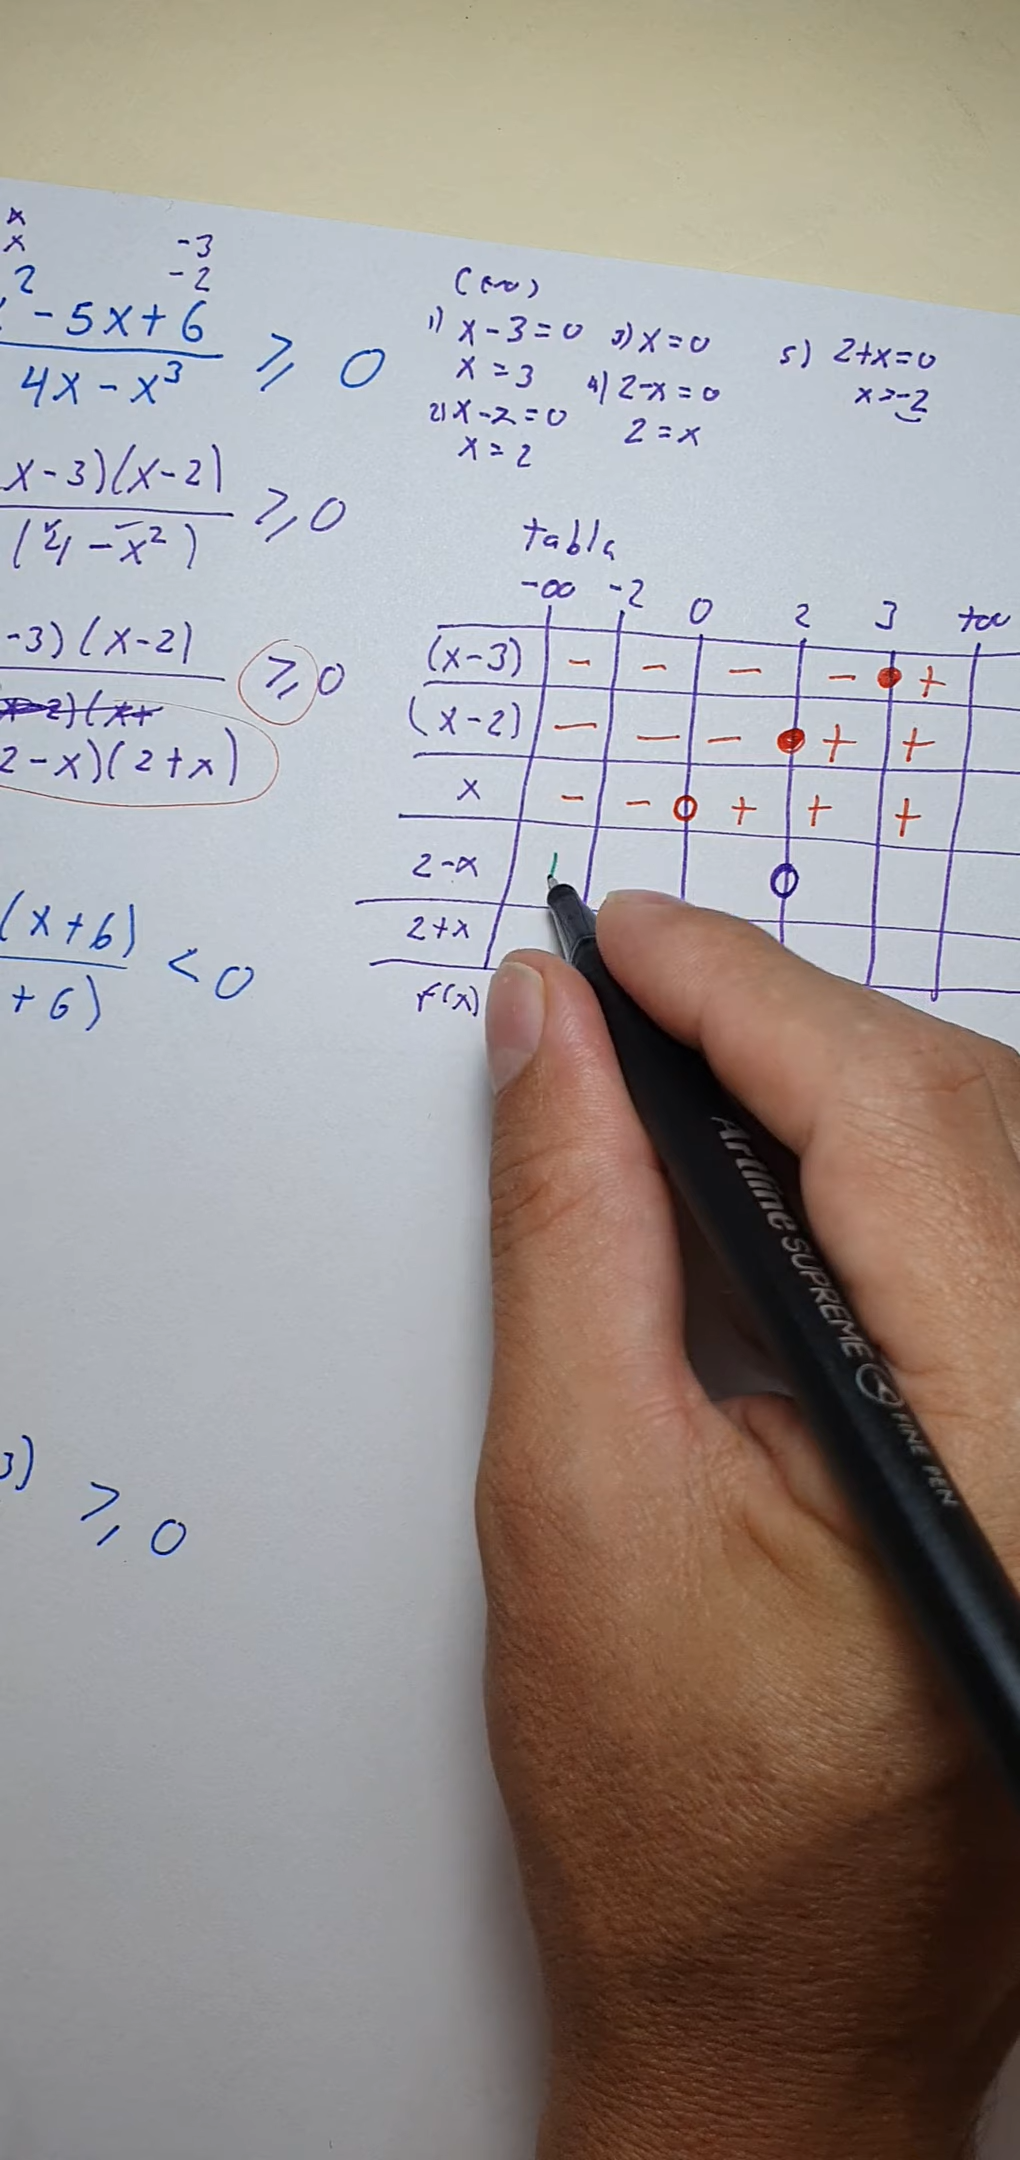 x
x -3
2 -2
-5x+6
4x-x³ ≥ 0
x-3)(x-2)
(4-x²) ≥0
-3)(x-2)
≥0
2-x)(2+x)
(x+6)
+6) <0
3) ≥ 0
1) x-3=0
x=3
2) x-2=0
x=2
3) x=0
4) 2-x=0
2=x
5) 2+x=0
tabla
-∞ -2 0 2 3 +∞
(x-3) - - - - +
(x-2) - - - + +
x - - + + +
2-x
2+x
F(x)
Artline SUPREME FINE PEN